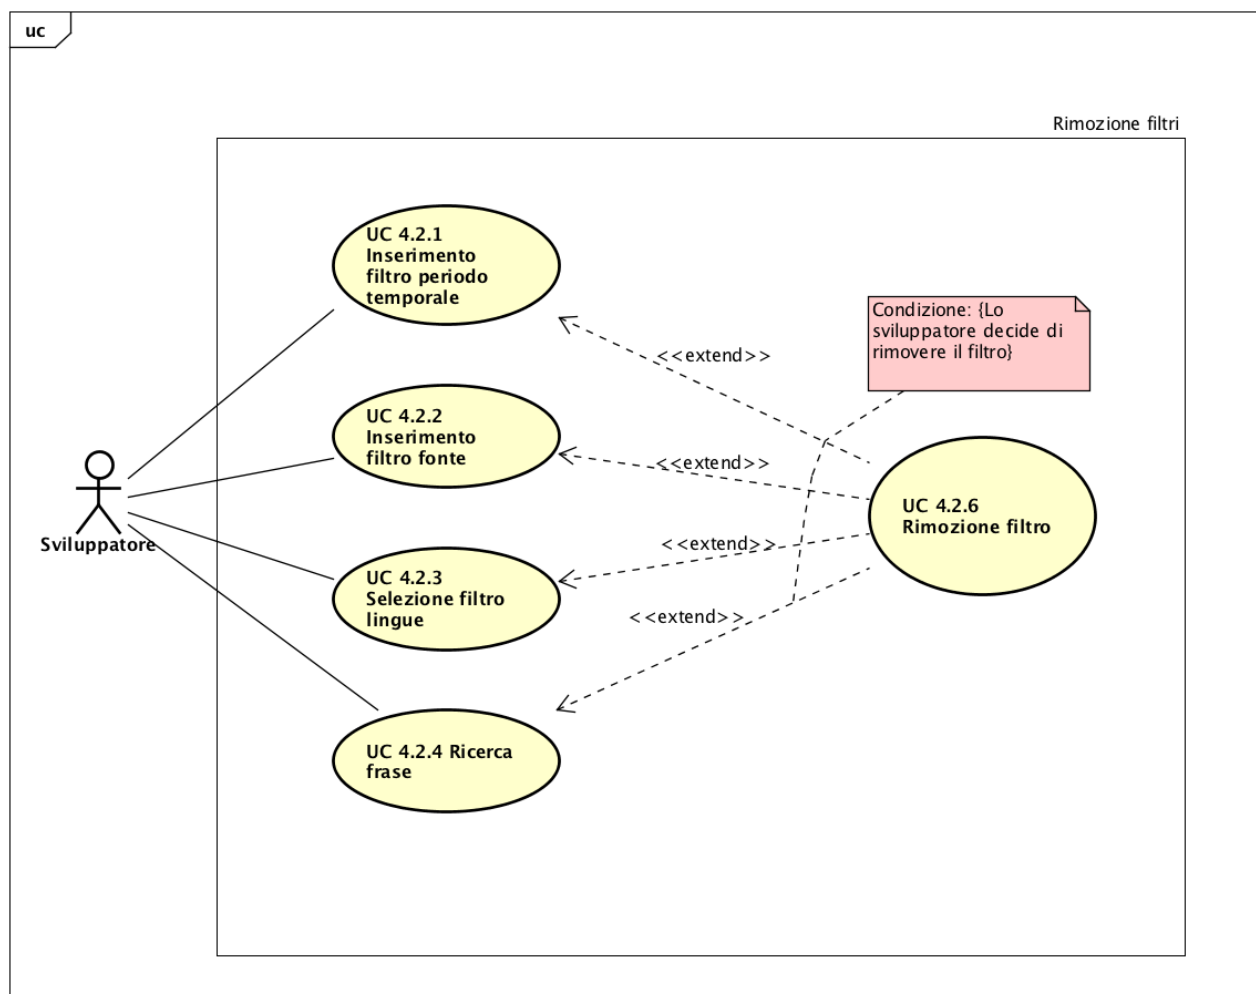 uc
Rimozione filtri
UC 4.2.1
Inserimento
filtro periodo
temporale
Condizione: {Lo
sviluppatore decide di
rimovere il filtro}
<<extend>>
UC 4.2.2
Inserimento
filtro fonte
<<extend>>
UC 4.2.6
Rimozione filtro
Sviluppatore
<<extend>>
UC 4.2.3
Selezione filtro
lingue
<<extend>>
UC 4.2.4 Ricerca
frase